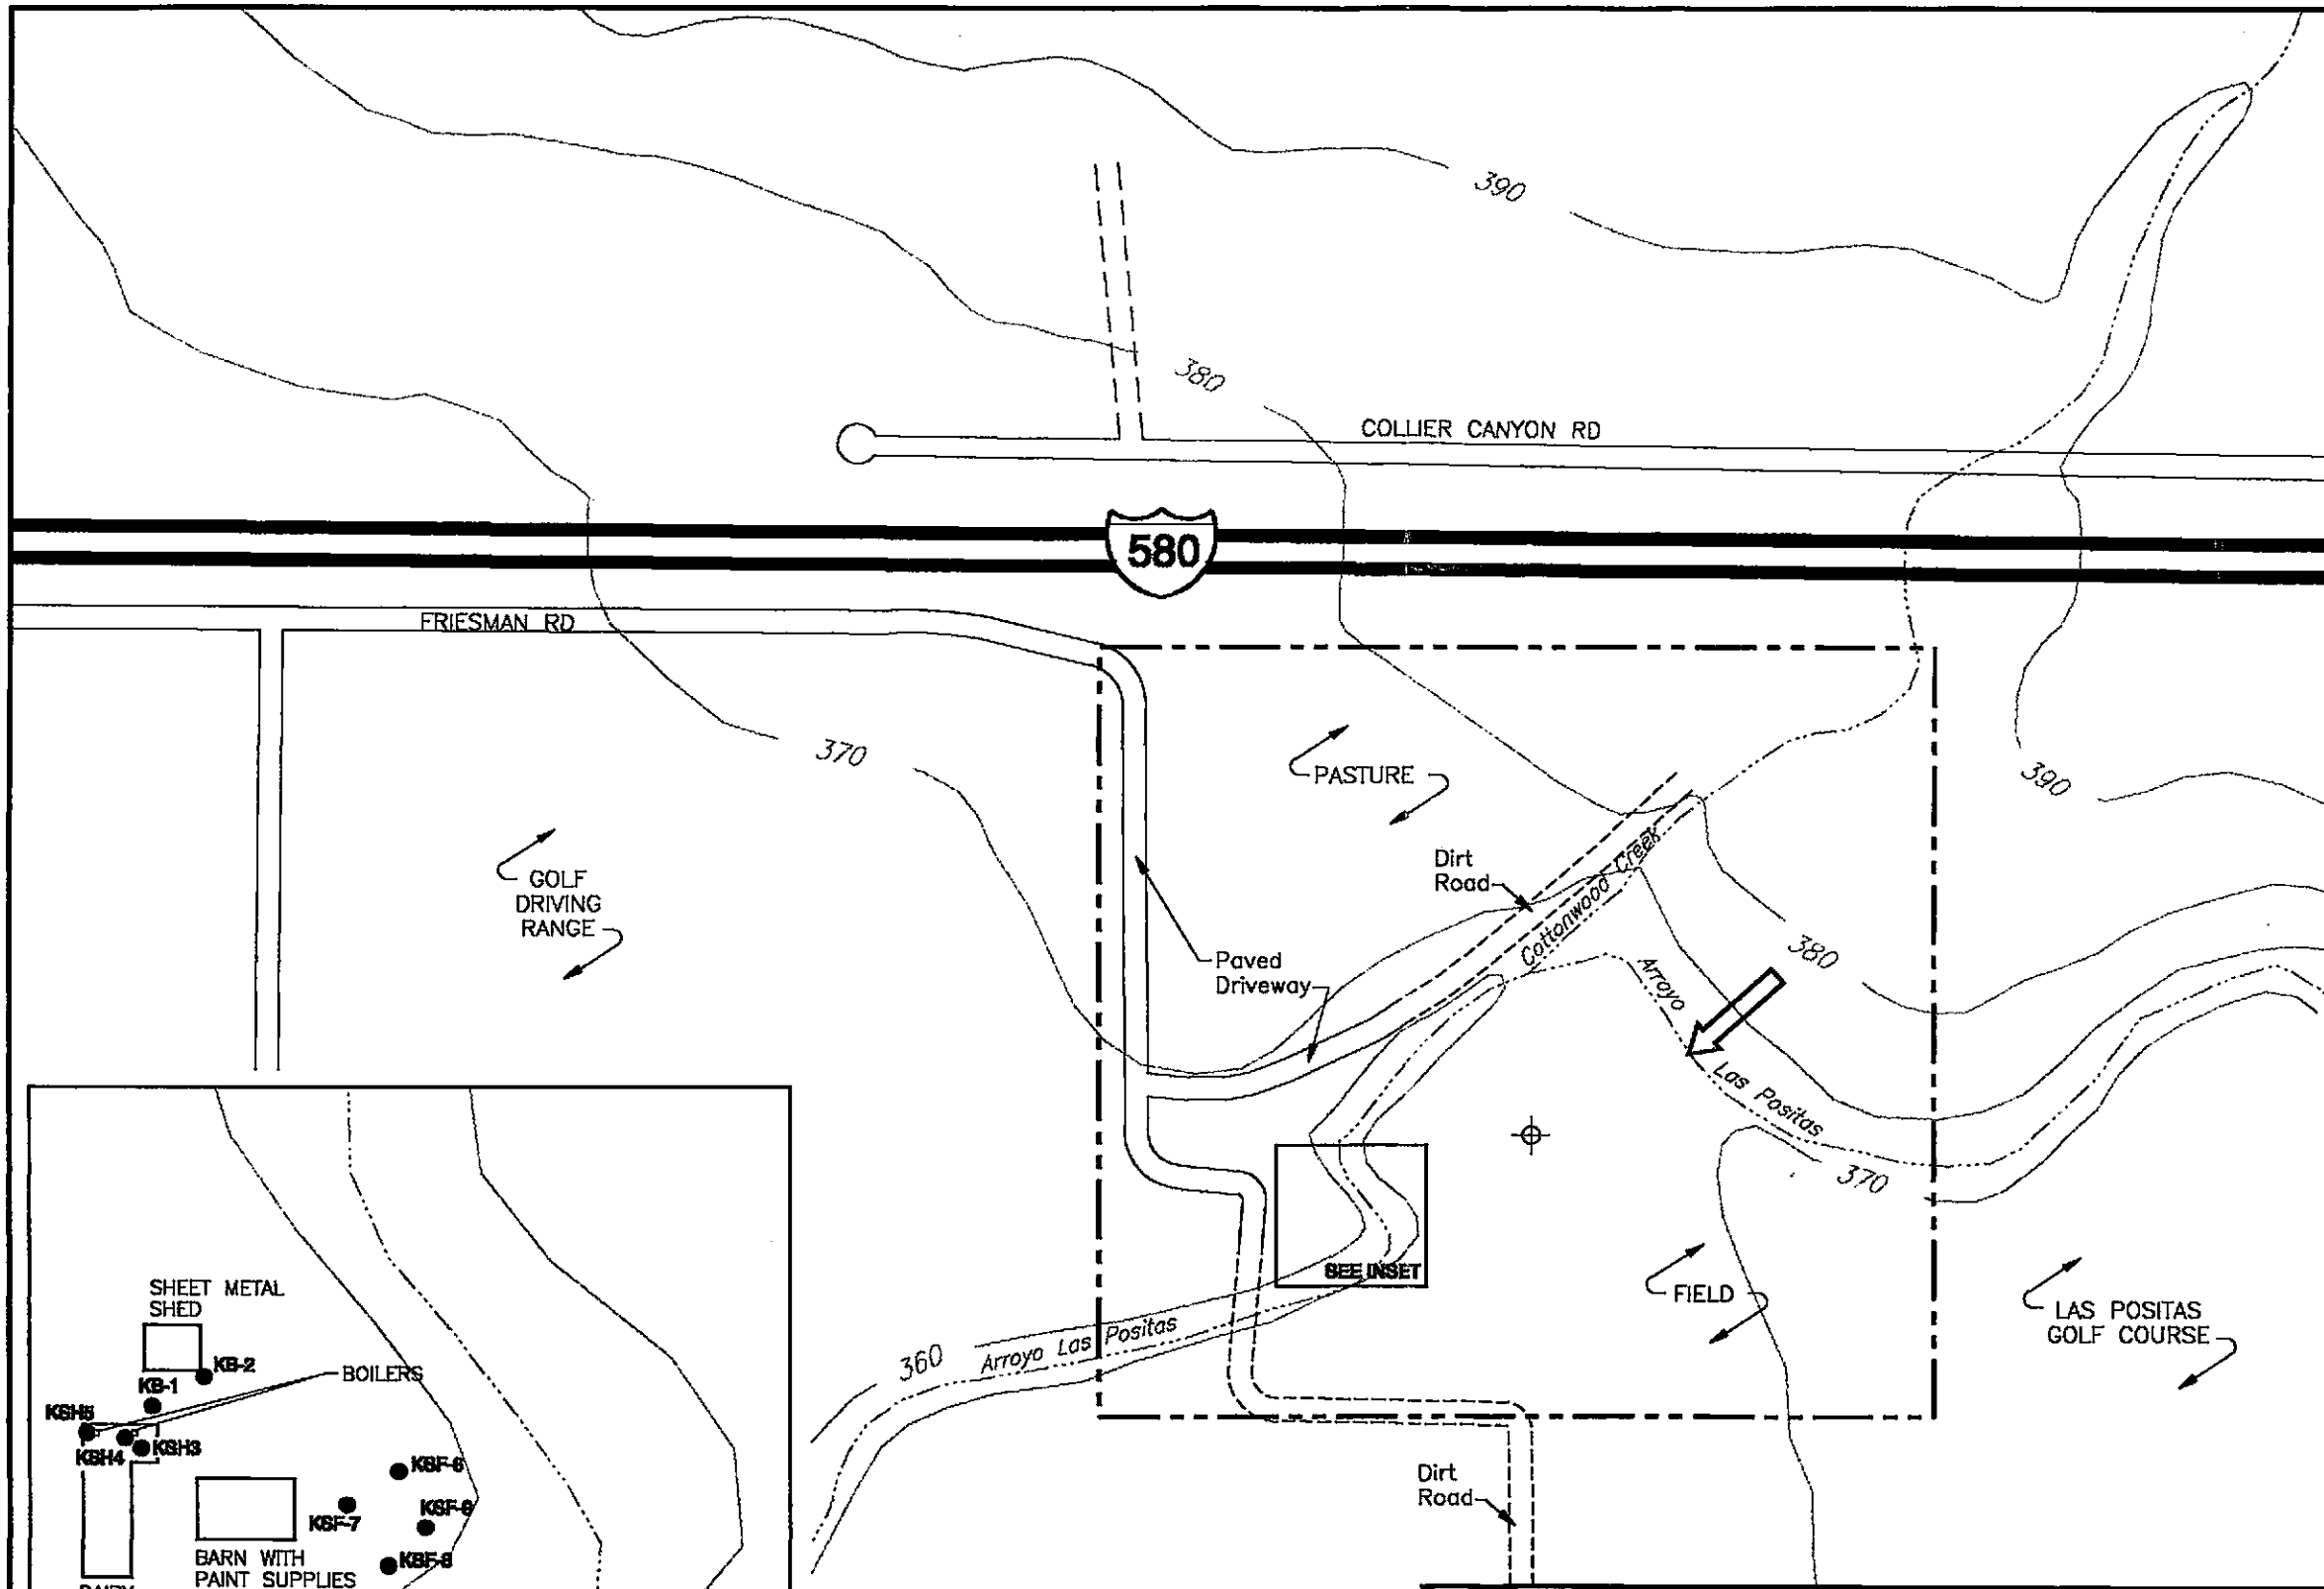 390
380
COLLIER CANYON RD
580
FRIESMAN RD
370
PASTURE
390
GOLF
DRIVING
RANGE
Dirt
Road
Cottonwood Creek
380
Paved
Driveway
Arroyo
Las Positas
370
SEE INSET
FIELD
LAS POSITAS
GOLF COURSE
360
Arroyo Las Positas
Dirt
Road
SHEET METAL
SHED
KB-2
BOILERS
KB-1
KSH5
KSH4
KSH3
KSF-6
KSF-7
BARN WITH
PAINT SUPPLIES